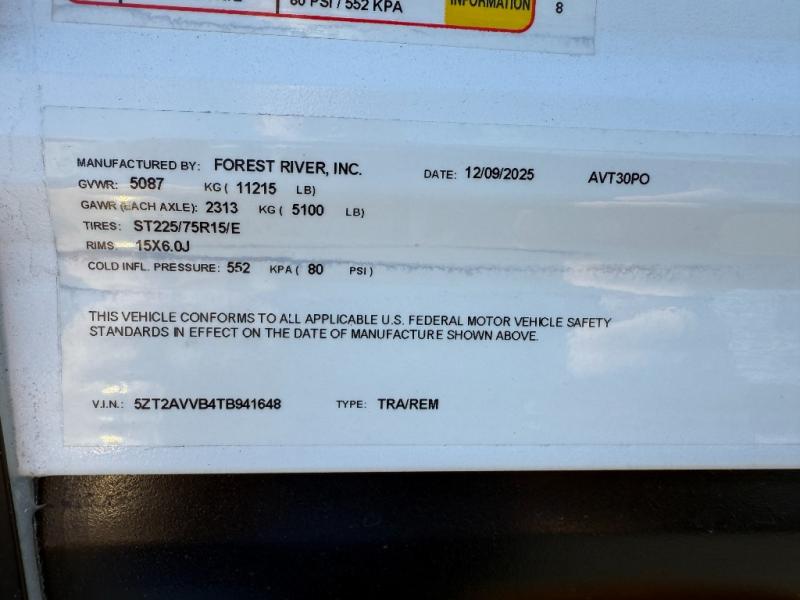 80 PSI / 552 KPA
INFORMATION
8
MANUFACTURED BY: FOREST RIVER, INC. DATE: 12/09/2025 AVT30PO
GVWR: 5087 KG ( 11215 LB)
GAWR (EACH AXLE): 2313 KG ( 5100 LB)
TIRES: ST225/75R15/E
RIMS: 15X6.0J
COLD INFL. PRESSURE: 552 KPA ( 80 PSI )
THIS VEHICLE CONFORMS TO ALL APPLICABLE U.S. FEDERAL MOTOR VEHICLE SAFETY
STANDARDS IN EFFECT ON THE DATE OF MANUFACTURE SHOWN ABOVE.
V.I.N.: 5ZT2AVVB4TB941648 TYPE: TRA/REM